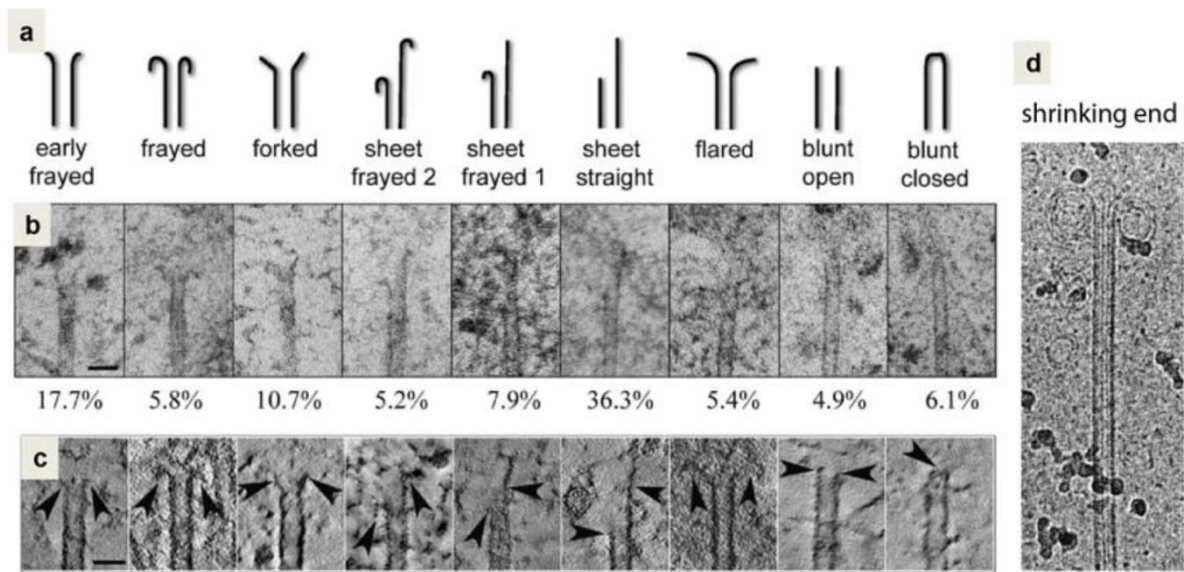 a
early
frayed
frayed
forked
sheet
frayed 2
sheet
frayed 1
sheet
straight
flared
blunt
open
blunt
closed
d
shrinking end
b
17.7%
5.8%
10.7%
5.2%
7.9%
36.3%
5.4%
4.9%
6.1%
c